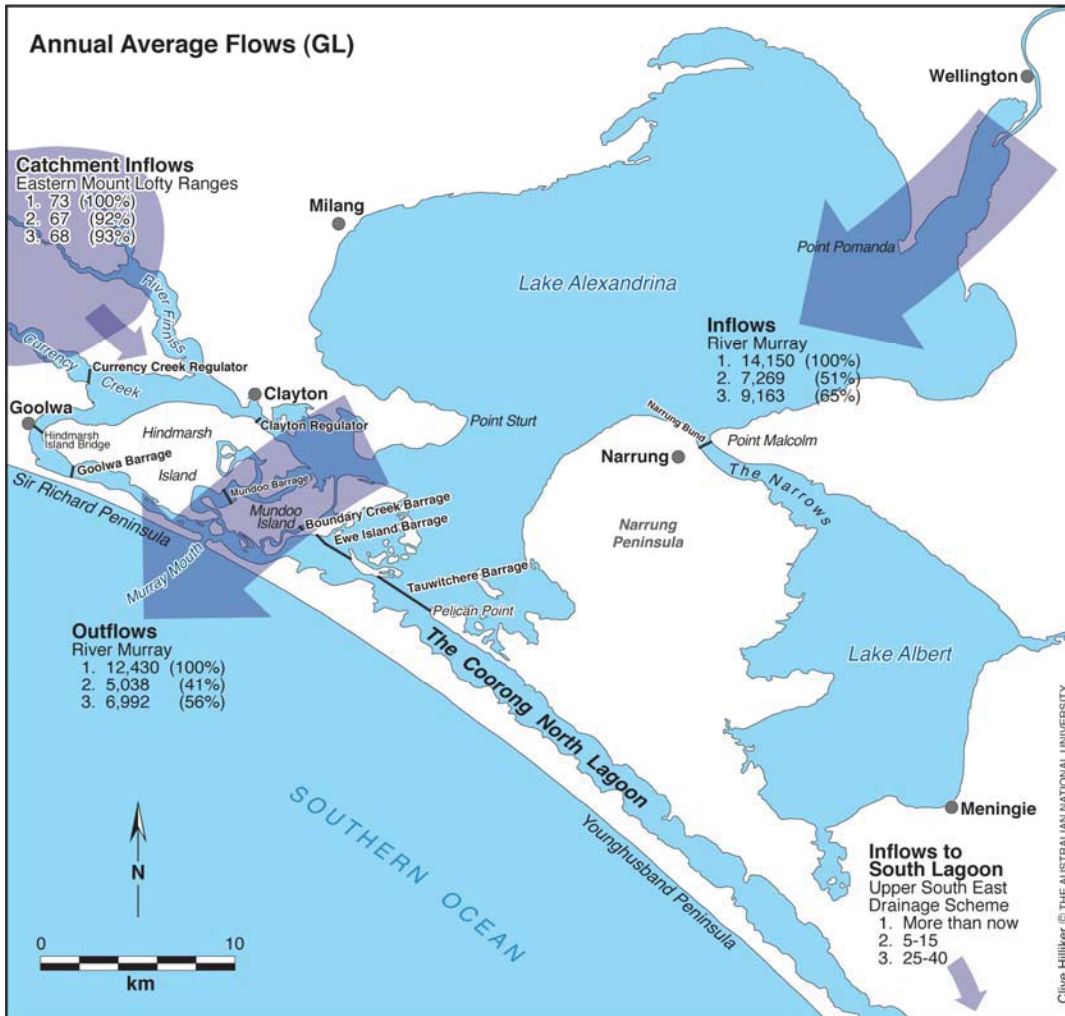 Annual Average Flows (GL)
Wellington
Catchment Inflows
Eastern Mount Lofty Ranges
1. 73 (100%)
2. 67 (92%)
3. 68 (93%)
Milang
Point Pomanda
Lake Alexandrina
River Finniss
Inflows
River Murray
1. 14,150 (100%)
2. 7,269 (51%)
3. 9,163 (65%)
Currency
Creek
Currency Creek Regulator
Goolwa
Clayton
Hindmarsh
Island Bridge
Hindmarsh
Island
Clayton Regulator
Point Sturt
Narrung Bund
Point Malcolm
Narrung
The Narrows
Goolwa Barrage
Mundoo Barrage
Sir Richard Peninsula
Mundoo
Island
Boundary Creek Barrage
Ewe Island Barrage
Narrung
Peninsula
Murray Mouth
Tauwitchere Barrage
Pelican Point
Outflows
River Murray
1. 12,430 (100%)
2. 5,038 (41%)
3. 6,992 (56%)
The Coorong North Lagoon
Lake Albert
SOUTHERN OCEAN
Younghusband Peninsula
Meningie
N
0 10
km
Inflows to
South Lagoon
Upper South East
Drainage Scheme
1. More than now
2. 5-15
3. 25-40
Clive Hilliker © THE AUSTRALIAN NATIONAL UNIVERSITY